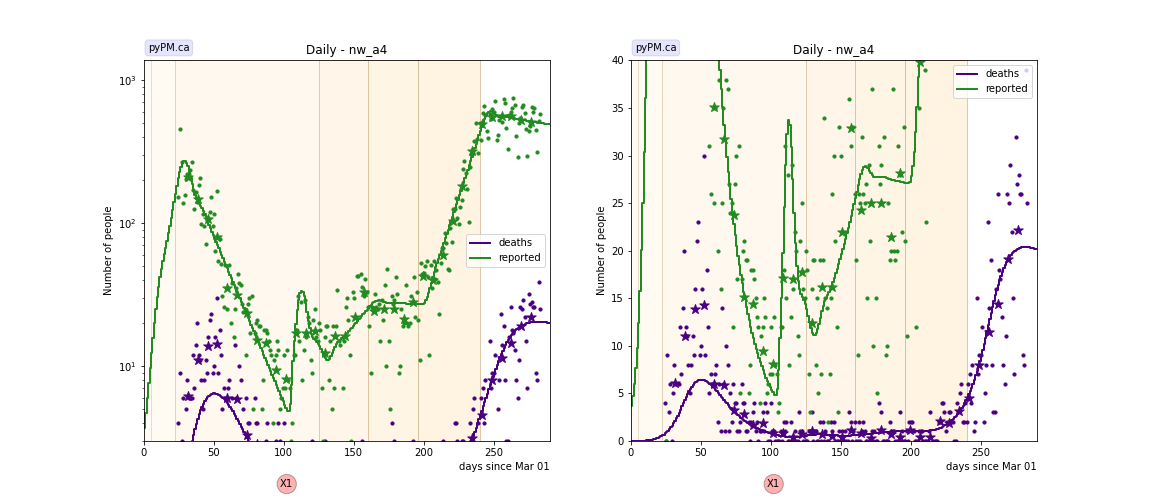 pyPM.ca
Daily - nw_a4
Number of people
10³
10²
10¹
deaths
reported
0
50
100
150
200
250
days since Mar 01
X1
pyPM.ca
Daily - nw_a4
Number of people
40
35
30
25
20
15
10
5
0
deaths
reported
0
50
100
150
200
250
days since Mar 01
X1